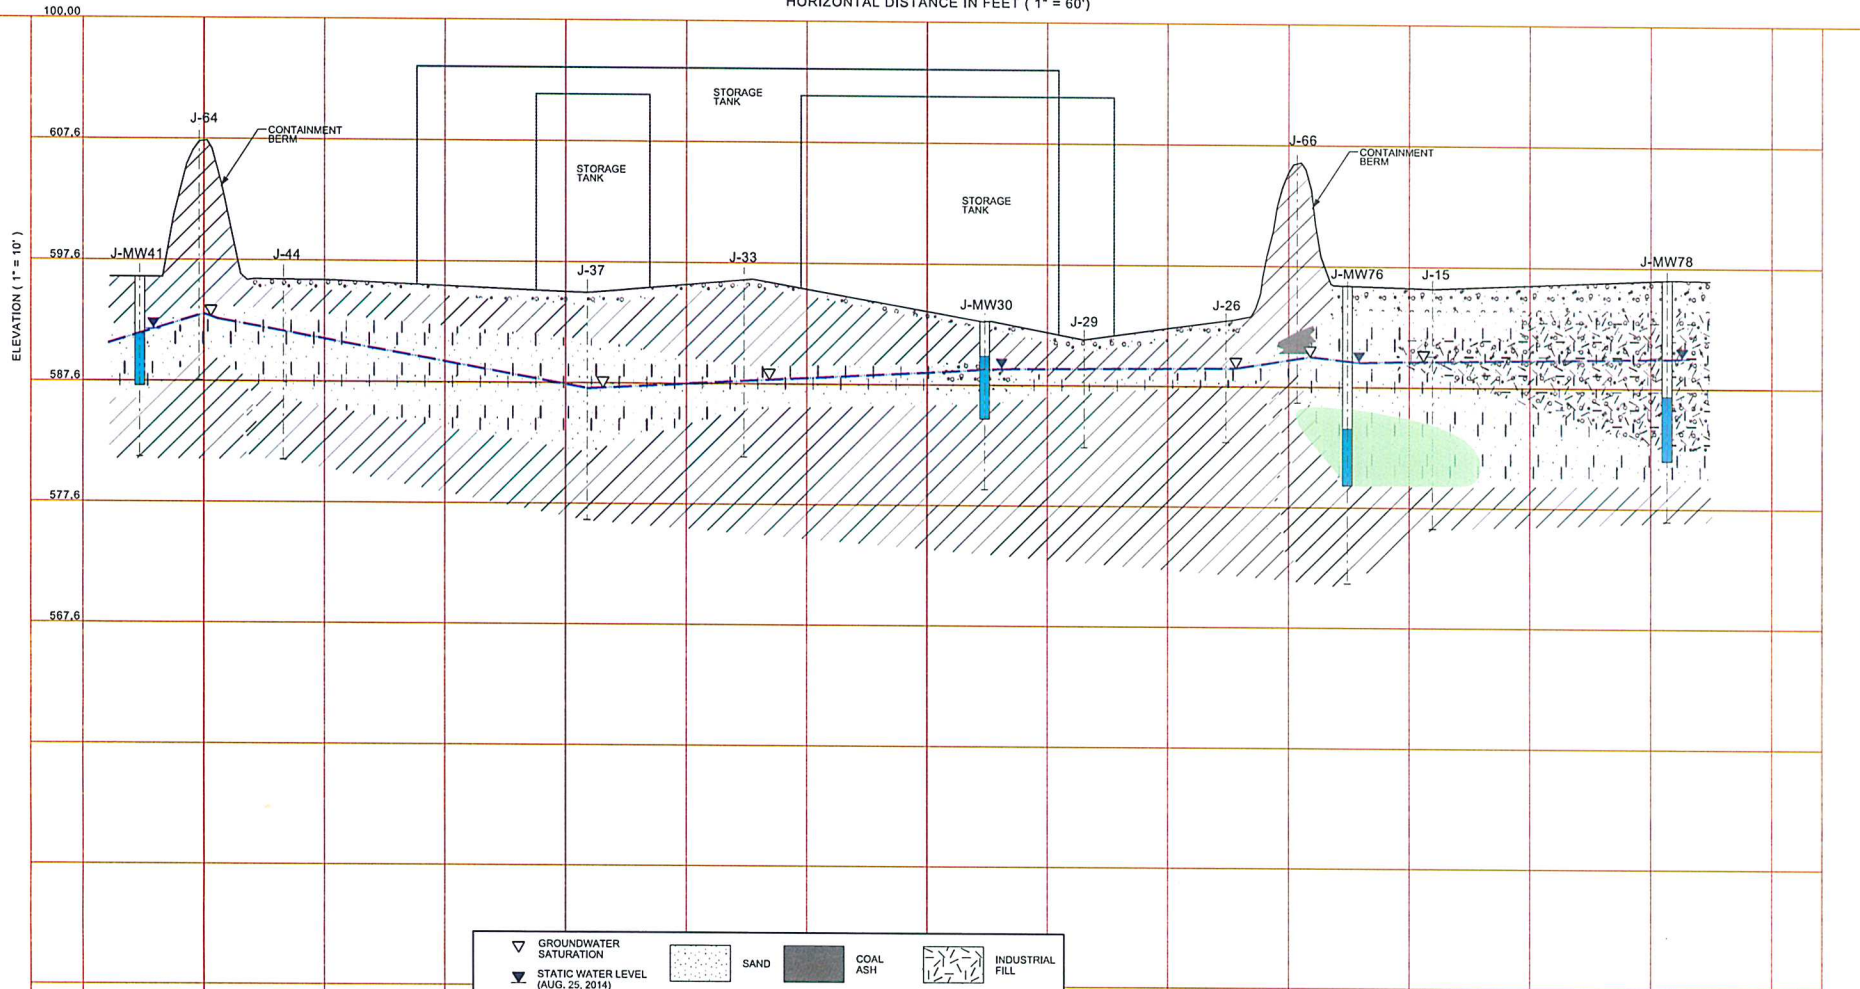 HORIZONTAL DISTANCE IN FEET ( 1" = 60')
100.00
607.6
597.6
587.6
577.6
567.6
ELEVATION ( 1" = 10' )
J-64
CONTAINMENT
BERM
STORAGE
TANK
STORAGE
TANK
STORAGE
TANK
J-66
CONTAINMENT
BERM
J-MW41
J-44
J-37
J-33
J-MW30
J-29
J-26
J-MW76
J-15
J-MW78
GROUNDWATER
SATURATION
STATIC WATER LEVEL
(AUG. 25, 2014)
SAND
COAL
ASH
INDUSTRIAL
FILL